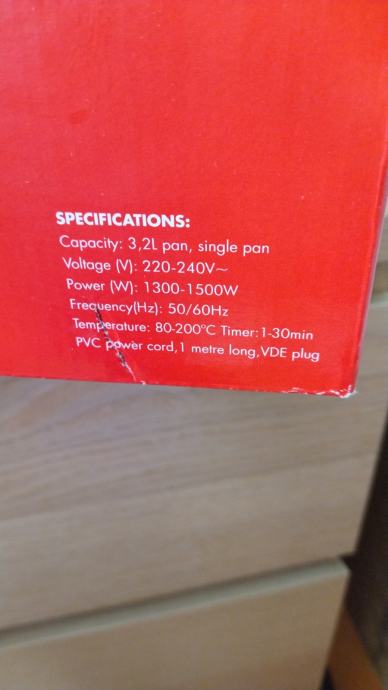 SPECIFICATIONS:
Capacity: 3,2L pan, single pan
Voltage (V): 220-240V~
Power (W): 1300-1500W
Frequency(Hz): 50/60Hz
Temperature: 80-200°C Timer:1-30min
PVC power cord,1 metre long,VDE plug